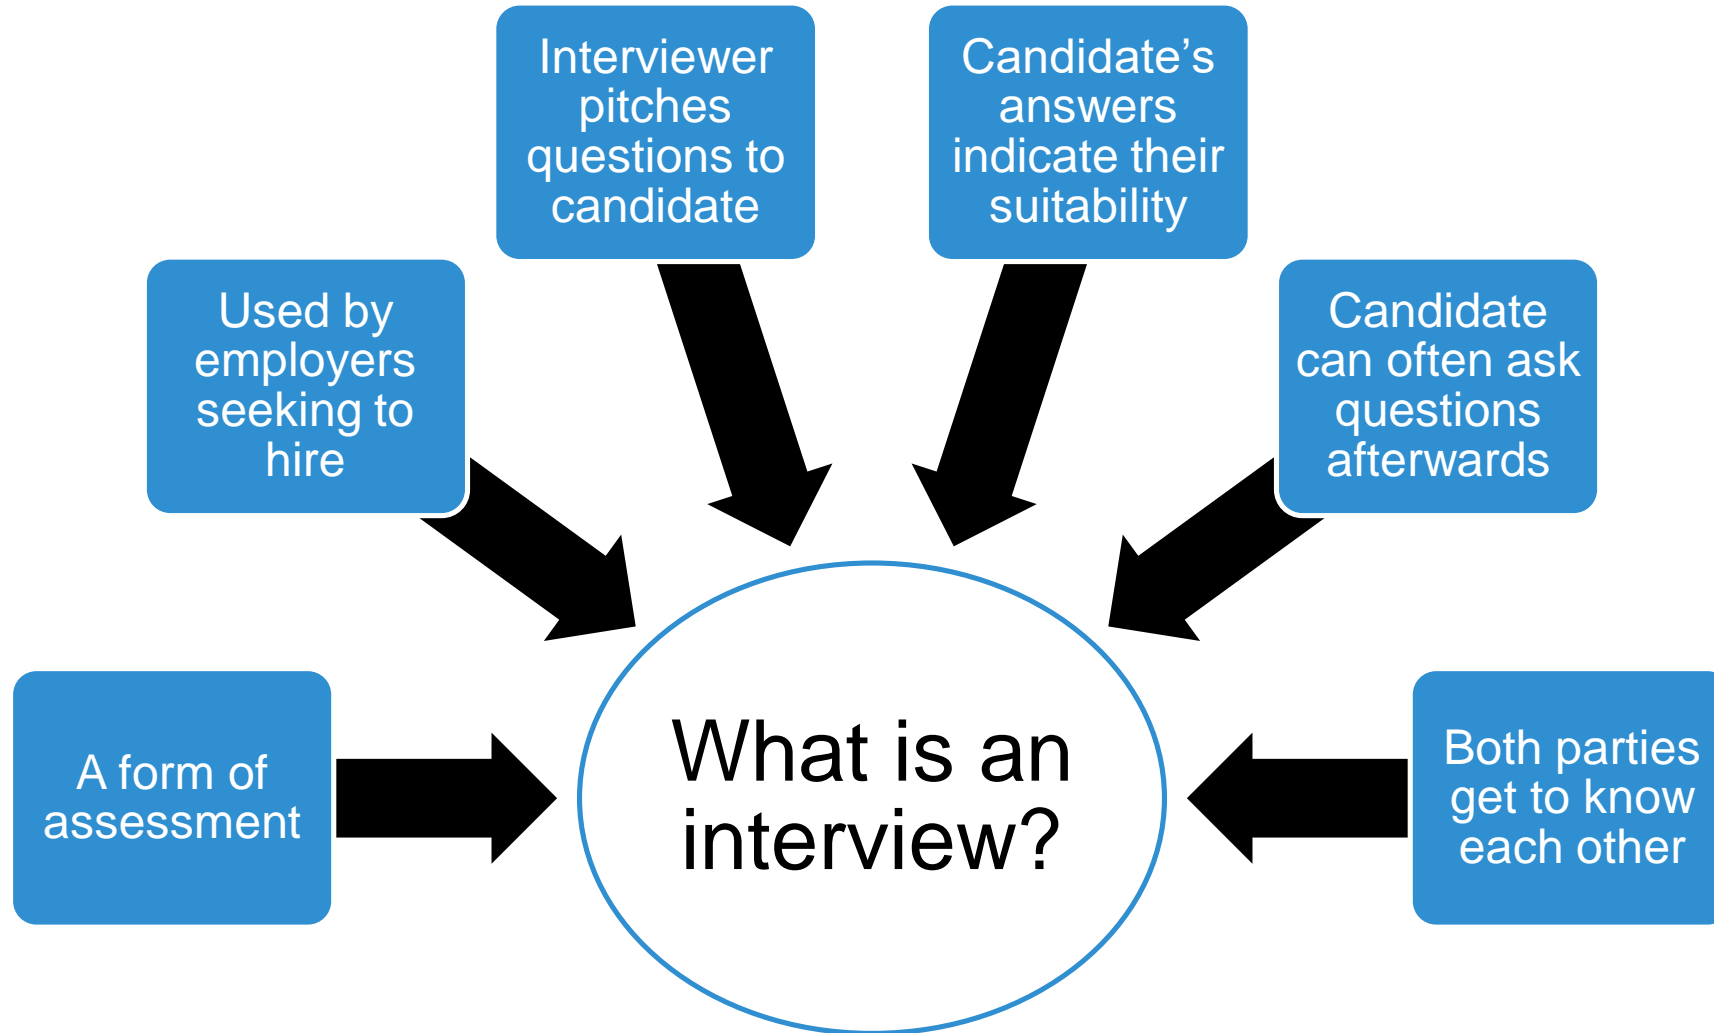 A form of
assessment
Used by
employers
seeking to
hire
Interviewer
pitches
questions to
candidate
Candidate’s
answers
indicate their
suitability
Candidate
can often ask
questions
afterwards
Both parties
get to know
each other
What is an
interview?